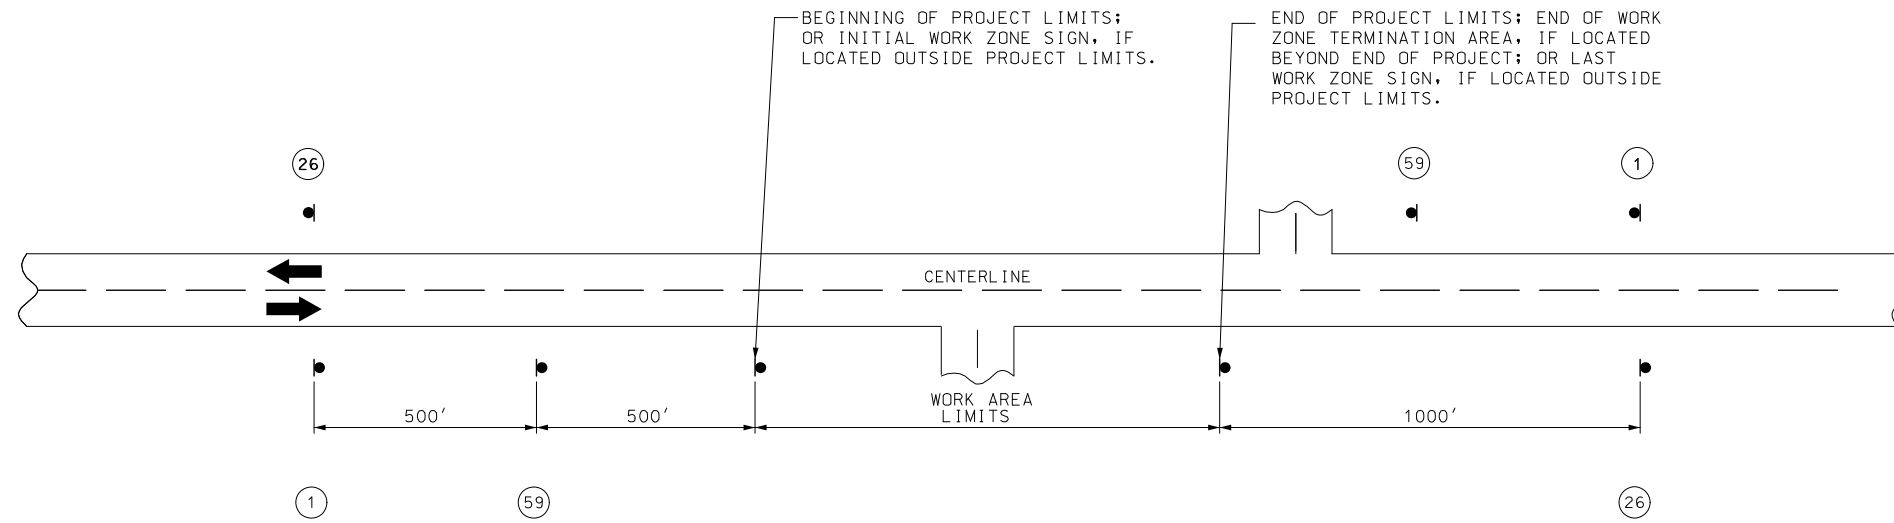 BEGINNING OF PROJECT LIMITS;
OR INITIAL WORK ZONE SIGN, IF
LOCATED OUTSIDE PROJECT LIMITS.
END OF PROJECT LIMITS; END OF WORK
ZONE TERMINATION AREA, IF LOCATED
BEYOND END OF PROJECT; OR LAST
WORK ZONE SIGN, IF LOCATED OUTSIDE
PROJECT LIMITS.
26
59
1
CENTERLINE
WORK AREA
LIMITS
500'
500'
1000'
1
59
26